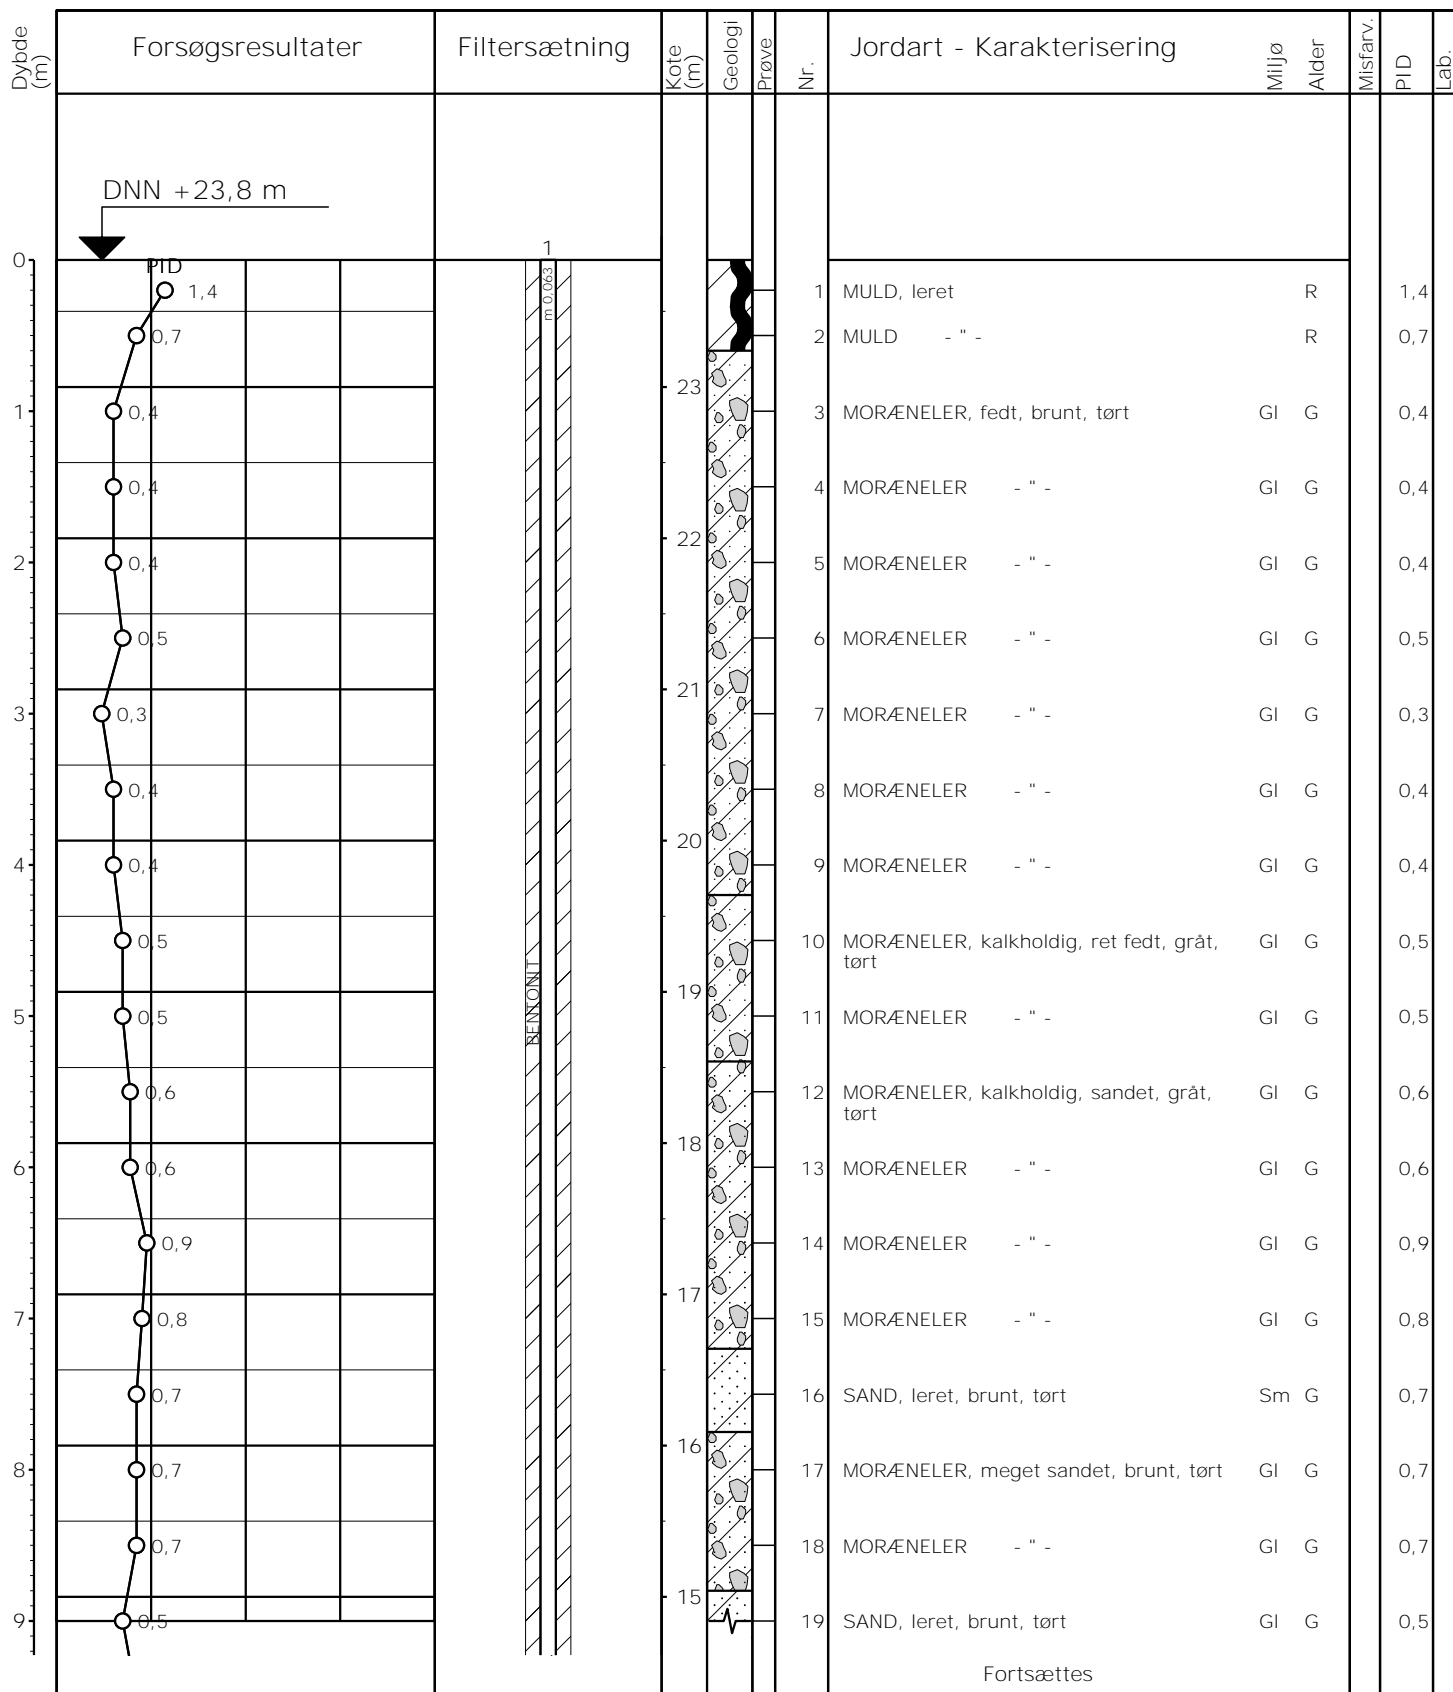 Dybde (m) Forsøgsresultater Filtersætning Kote (m) Geologi Prøve Nr. Jordart - Karakterisering Miljø Alder Misfarv. PID Lab.
DNN +23,8 m
0 PID 1
m 0,063
1,4 1 MULD, leret R 1,4
0,7 2 MULD - " - R 0,7
23
1 0,4 3 MORÆNELER, fedt, brunt, tørt Gl G 0,4
0,4 4 MORÆNELER - " - Gl G 0,4
22
2 0,4 5 MORÆNELER - " - Gl G 0,4
0,5 6 MORÆNELER - " - Gl G 0,5
21
3 0,3 7 MORÆNELER - " - Gl G 0,3
0,4 8 MORÆNELER - " - Gl G 0,4
20
4 0,4 9 MORÆNELER - " - Gl G 0,4
0,5 10 MORÆNELER, kalkholdig, ret fedt, gråt, Gl G 0,5
tørt
BENTONIT
19
5 0,5 11 MORÆNELER - " - Gl G 0,5
0,6 12 MORÆNELER, kalkholdig, sandet, gråt, Gl G 0,6
tørt
18
6 0,6 13 MORÆNELER - " - Gl G 0,6
0,9 14 MORÆNELER - " - Gl G 0,9
17
7 0,8 15 MORÆNELER - " - Gl G 0,8
0,7 16 SAND, leret, brunt, tørt Sm G 0,7
16
8 0,7 17 MORÆNELER, meget sandet, brunt, tørt Gl G 0,7
0,7 18 MORÆNELER - " - Gl G 0,7
15
9 0,5 19 SAND, leret, brunt, tørt Gl G 0,5
Fortsættes